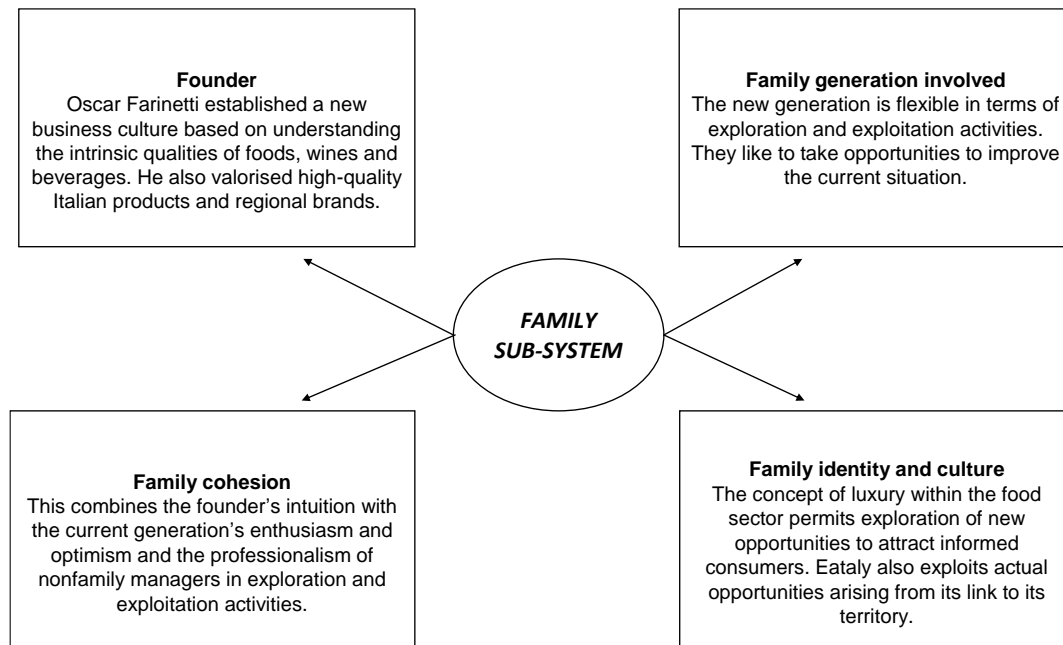 Founder
Oscar Farinetti established a new
business culture based on understanding
the intrinsic qualities of foods, wines and
beverages. He also valorised high-quality
Italian products and regional brands.
Family generation involved
The new generation is flexible in terms of
exploration and exploitation activities.
They like to take opportunities to improve
the current situation.
FAMILY
SUB-SYSTEM
Family cohesion
This combines the founder’s intuition with
the current generation’s enthusiasm and
optimism and the professionalism of
nonfamily managers in exploration and
exploitation activities.
Family identity and culture
The concept of luxury within the food
sector permits exploration of new
opportunities to attract informed
consumers. Eataly also exploits actual
opportunities arising from its link to its
territory.